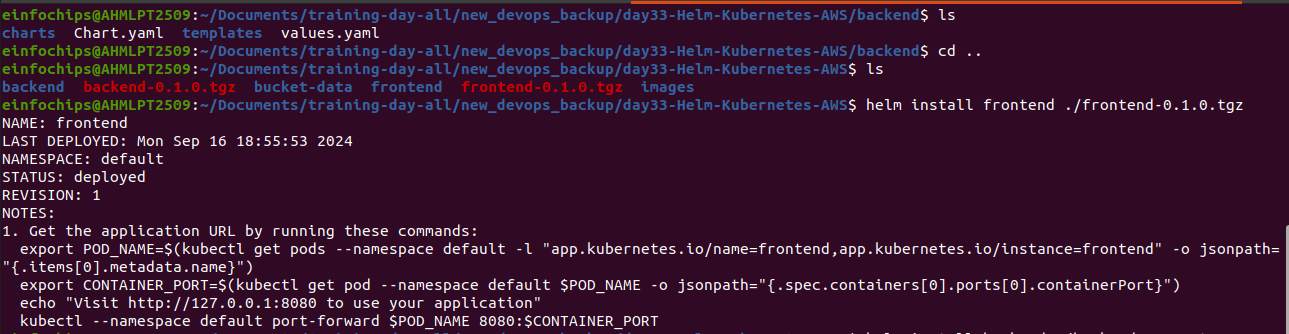 einfochips@AHMLPT2509:~/Documents/training-day-all/new_devops_backup/day33-Helm-Kubernetes-AWS/backend$ ls
charts  Chart.yaml  templates  values.yaml
einfochips@AHMLPT2509:~/Documents/training-day-all/new_devops_backup/day33-Helm-Kubernetes-AWS/backend$ cd ..
einfochips@AHMLPT2509:~/Documents/training-day-all/new_devops_backup/day33-Helm-Kubernetes-AWS$ ls
backend  backend-0.1.0.tgz  bucket-data  frontend  frontend-0.1.0.tgz  images
einfochips@AHMLPT2509:~/Documents/training-day-all/new_devops_backup/day33-Helm-Kubernetes-AWS$ helm install frontend ./frontend-0.1.0.tgz
NAME: frontend
LAST DEPLOYED: Mon Sep 16 18:55:53 2024
NAMESPACE: default
STATUS: deployed
REVISION: 1
NOTES:
1. Get the application URL by running these commands:
  export POD_NAME=$(kubectl get pods --namespace default -l "app.kubernetes.io/name=frontend,app.kubernetes.io/instance=frontend" -o jsonpath=
"{.items[0].metadata.name}")
  export CONTAINER_PORT=$(kubectl get pod --namespace default $POD_NAME -o jsonpath="{.spec.containers[0].ports[0].containerPort}")
  echo "Visit http://127.0.0.1:8080 to use your application"
  kubectl --namespace default port-forward $POD_NAME 8080:$CONTAINER_PORT